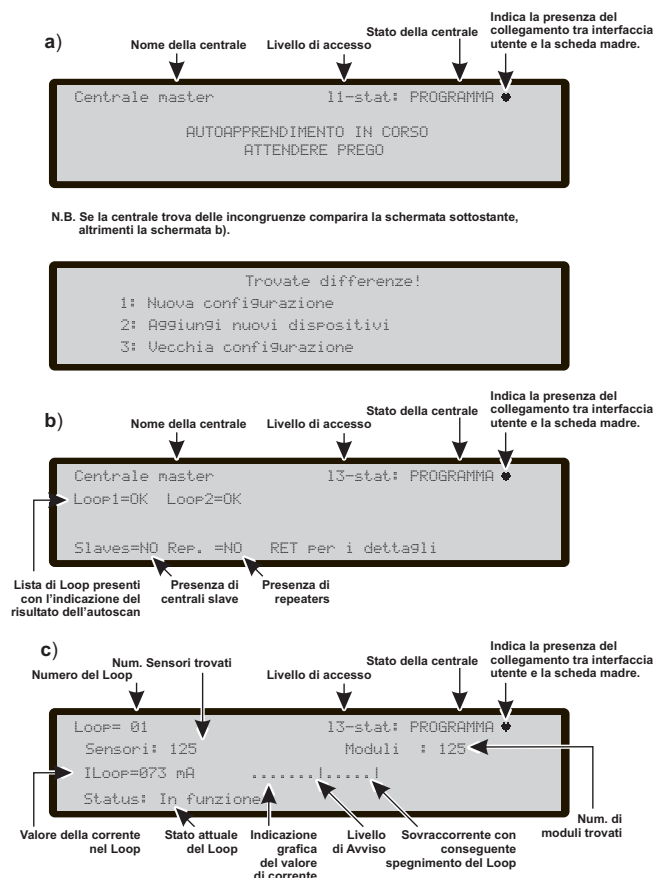 a)
Nome della centrale
Livello di accesso
Stato della centrale
Indica la presenza del
collegamento tra interfaccia
utente e la scheda madre.
Centrale master l1-stat: PROGRAMMA
AUTOAPPRENDIMENTO IN CORSO
ATTENDERE PREGO
N.B. Se la centrale trova delle incongruenze comparira la schermata sottostante,
altrimenti la schermata b).
Trovate differenze!
1: Nuova configurazione
2: Aggiungi nuovi dispositivi
3: Vecchia configurazione
b)
Nome della centrale
Livello di accesso
Stato della centrale
Indica la presenza del
collegamento tra interfaccia
utente e la scheda madre.
Centrale master l3-stat: PROGRAMMA
Loop1=OK Loop2=OK
Slaves=NO Rep. =NO RET per i dettagli
Lista di Loop presenti
con l'indicazione del
risultato dell'autoscan
Presenza di
centrali slave
Presenza di
repeaters
c)
Numero del Loop
Num. Sensori trovati
Livello di accesso
Stato della centrale
Indica la presenza del
collegamento tra interfaccia
utente e la scheda madre.
Loop= 01 l3-stat: PROGRAMMA
Sensori: 125 Moduli : 125
ILoop=073 mA .......|.....|
Status: In funzione
Valore della corrente
nel Loop
Stato attuale
del Loop
Indicazione
grafica
del valore
di corrente
Livello
di Avviso
Sovraccorrente con
conseguente
spegnimento del Loop
Num. di
moduli trovati